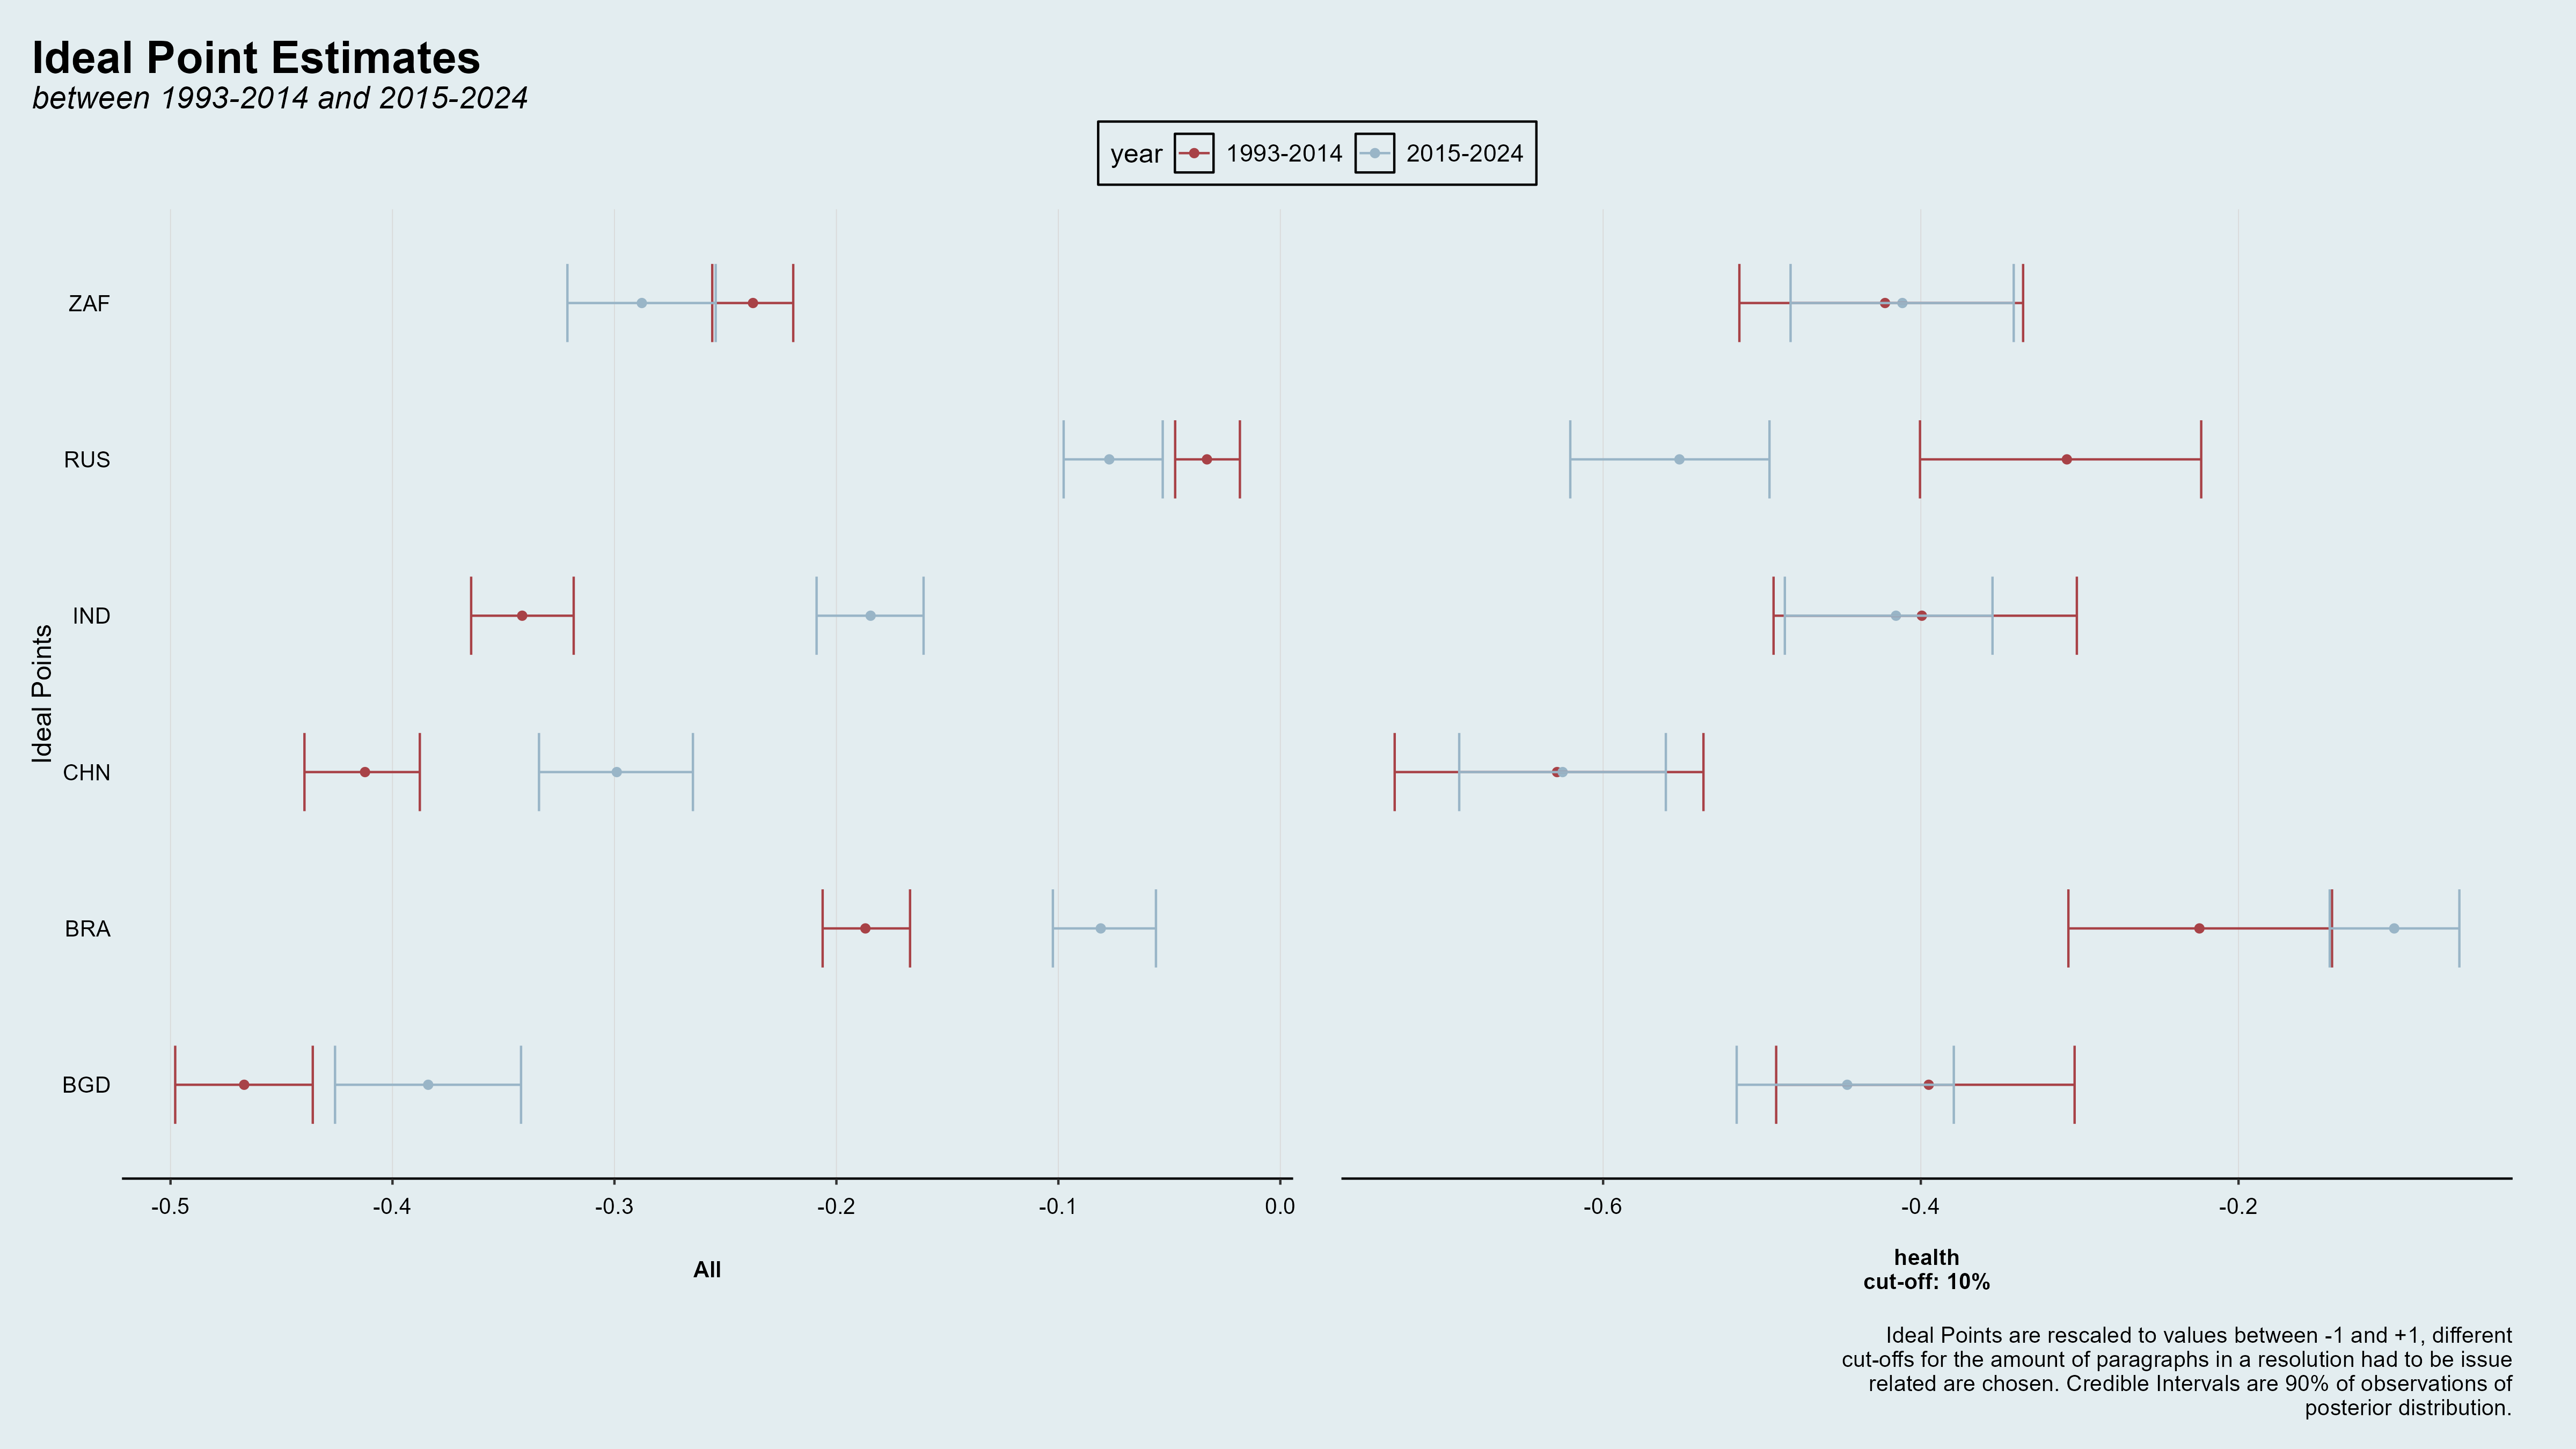 Ideal Point Estimates
between 1993-2014 and 2015-2024
year 1993-2014 2015-2024
Ideal Points
ZAF
RUS
IND
CHN
BRA
BGD
-0.5 -0.4 -0.3 -0.2 -0.1 0.0
-0.6 -0.4 -0.2
All
health
cut-off: 10%
Ideal Points are rescaled to values between -1 and +1, different
cut-offs for the amount of paragraphs in a resolution had to be issue
related are chosen. Credible Intervals are 90% of observations of
posterior distribution.